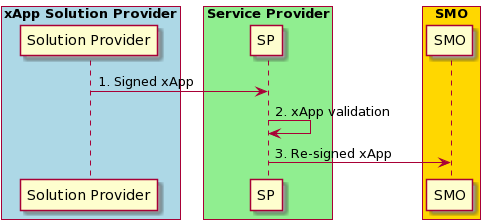 xApp Solution Provider
Service Provider
SMO
Solution Provider
SP
SMO
1. Signed xApp
2. xApp validation
3. Re-signed xApp
Solution Provider
SP
SMO